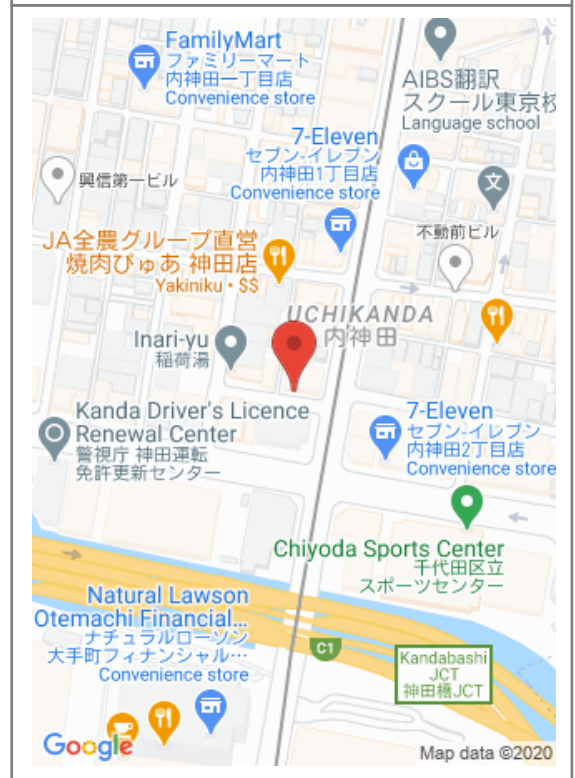 FamilyMart
ファミリーマート
内神田一丁目店
Convenience store
AIBS翻訳
スクール東京校
Language school
7-Eleven
セブン-イレブン
内神田1丁目店
Convenience store
興信第一ビル
文
不動前ビル
JA全農グループ直営
焼肉ぴゅあ 神田店
Yakiniku・$$
UCHIKANDA
内神田
Inari-yu
稲荷湯
Kanda Driver's Licence
Renewal Center
警視庁 神田運転
免許更新センター
7-Eleven
セブン-イレブン
内神田2丁目店
Convenience store
Chiyoda Sports Center
千代田区立
スポーツセンター
Natural Lawson
Otemachi Financial...
ナチュラルローソン
大手町フィナンシャル…
Convenience store
C1
Kandabashi
JCT
神田橋JCT
Google
Map data ©2020